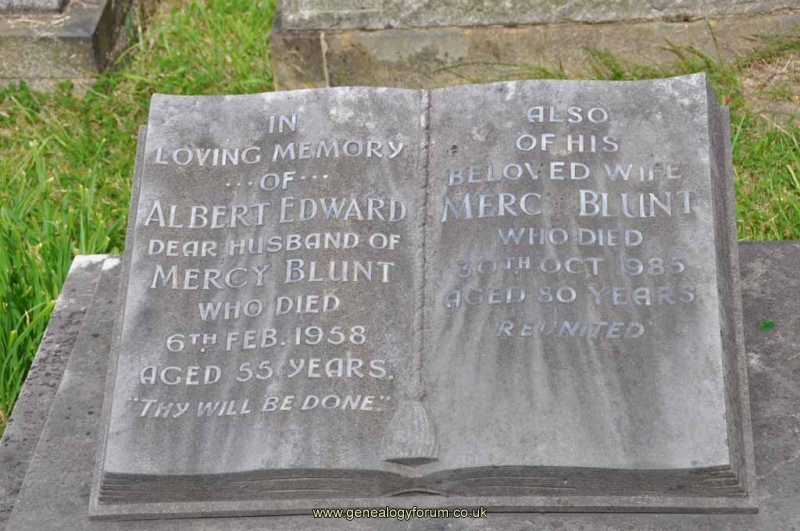 IN
LOVING MEMORY
...OF...
ALBERT EDWARD
DEAR HUSBAND OF
MERCY BLUNT
WHO DIED
6TH FEB. 1958
AGED 55 YEARS.
"THY WILL BE DONE."
ALSO
OF HIS
BELOVED WIFE
MERC BLUNT
WHO DIED
30TH OCT 1985
AGED 80 YEARS
REUNITED
www.genealogyforum.co.uk